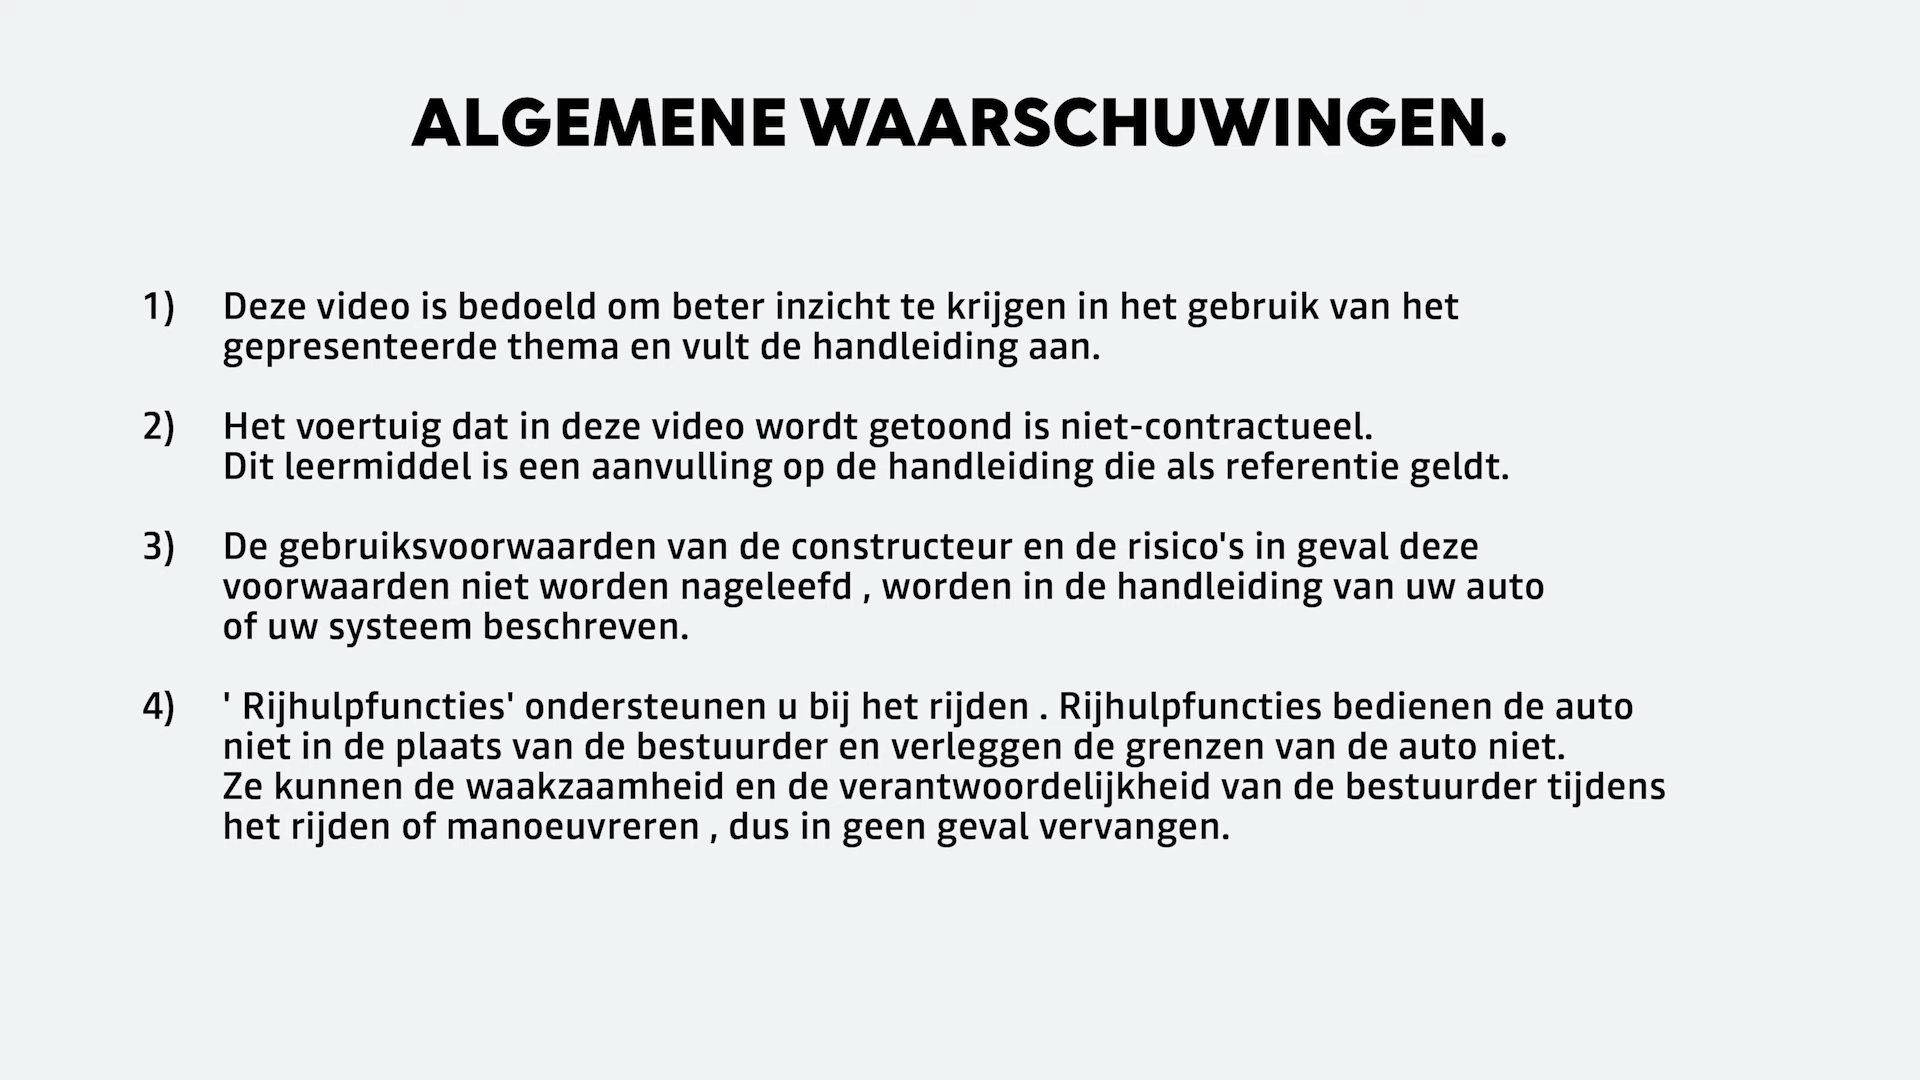 ALGEMENE WAARSCHUWINGEN.
1) Deze video is bedoeld om beter inzicht te krijgen in het gebruik van het
gepresenteerde thema en vult de handleiding aan.
2) Het voertuig dat in deze video wordt getoond is niet-contractueel.
Dit leermiddel is een aanvulling op de handleiding die als referentie geldt.
3) De gebruiksvoorwaarden van de constructeur en de risico's in geval deze
voorwaarden niet worden nageleefd , worden in de handleiding van uw auto
of uw systeem beschreven.
4) ' Rijhulpfuncties' ondersteunen u bij het rijden . Rijhulpfuncties bedienen de auto
niet in de plaats van de bestuurder en verleggen de grenzen van de auto niet.
Ze kunnen de waakzaamheid en de verantwoordelijkheid van de bestuurder tijdens
het rijden of manoeuvreren , dus in geen geval vervangen.